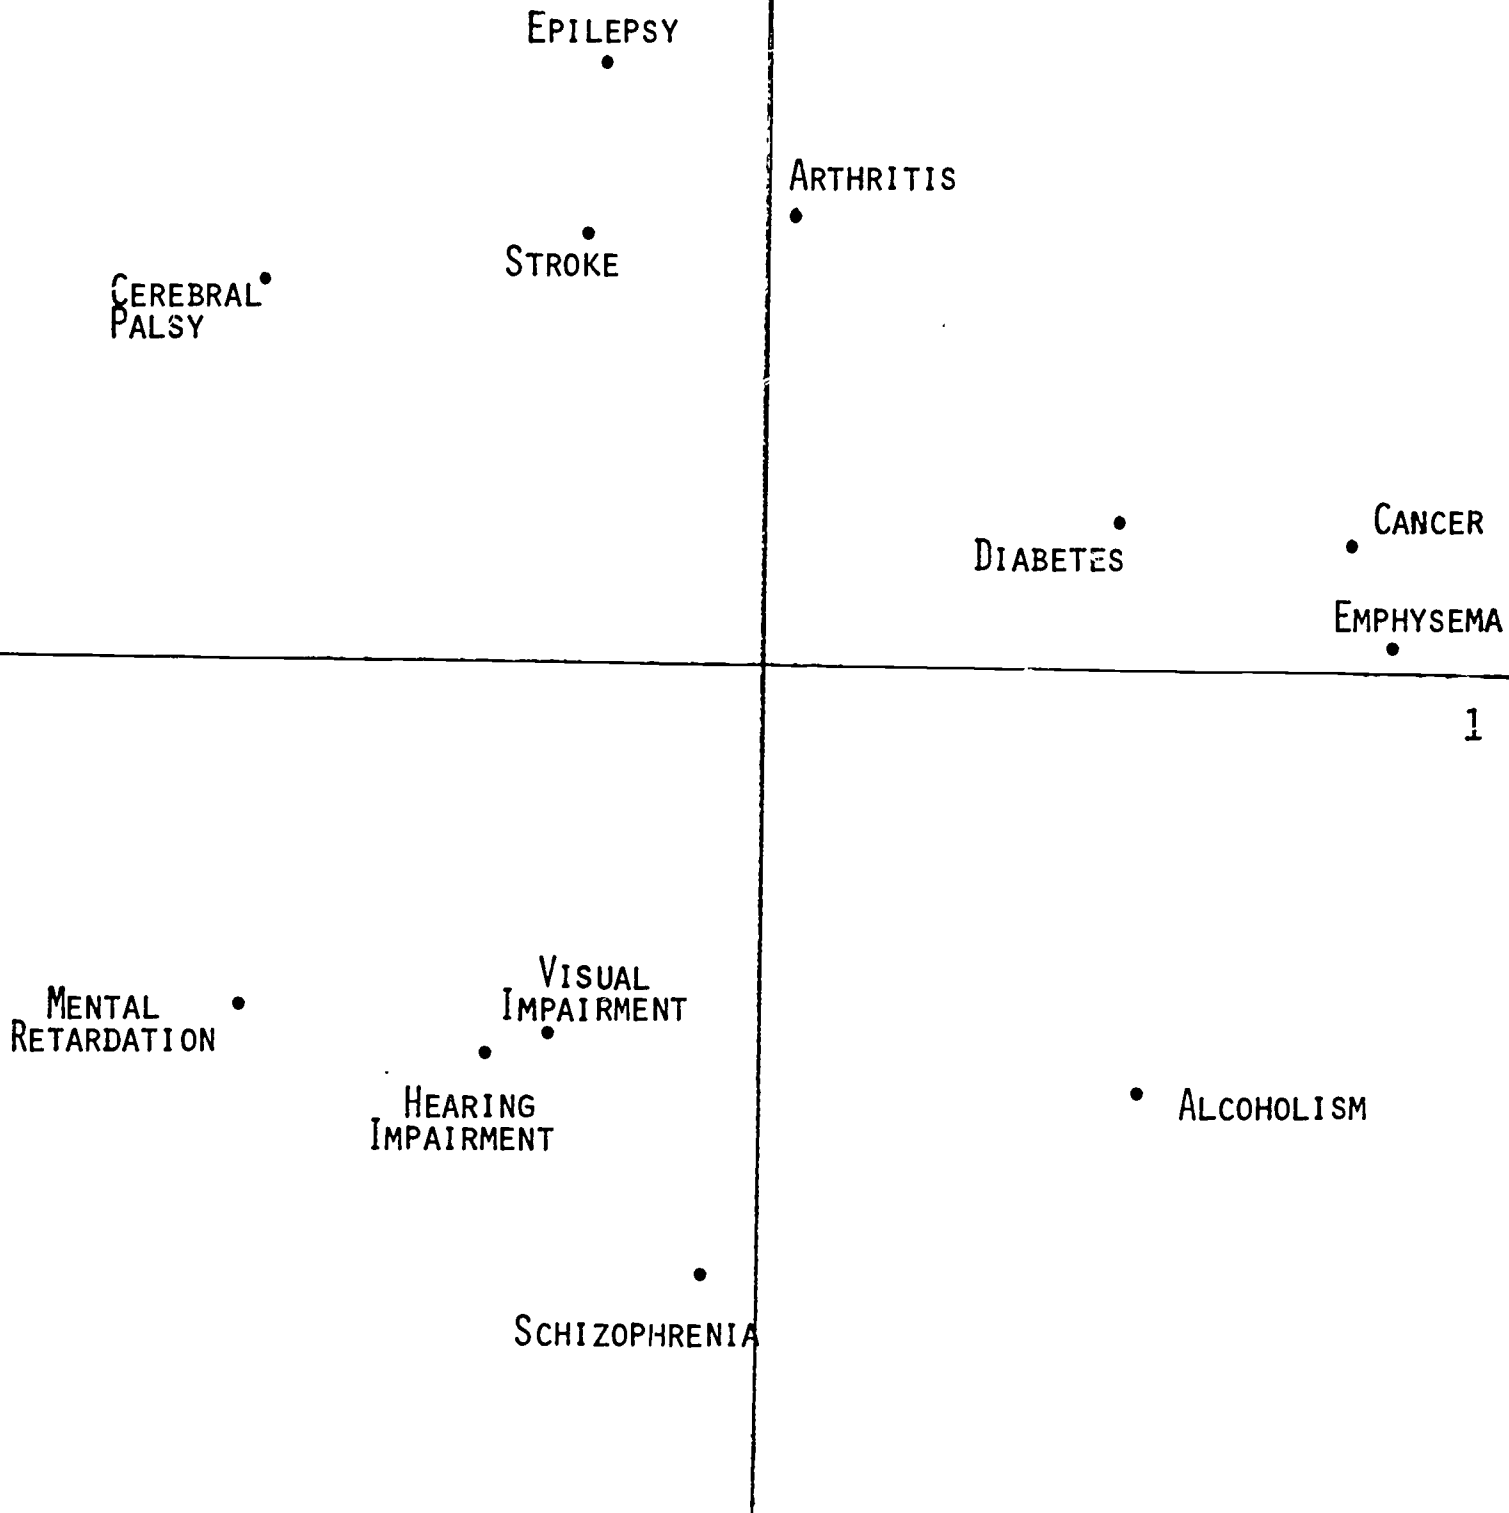 EPILEPSY
ARTHRITIS
STROKE
CEREBRAL
PALSY
CANCER
DIABETES
EMPHYSEMA
1
VISUAL
IMPAIRMENT
MENTAL
RETARDATION
HEARING
IMPAIRMENT
ALCOHOLISM
SCHIZOPHRENIA